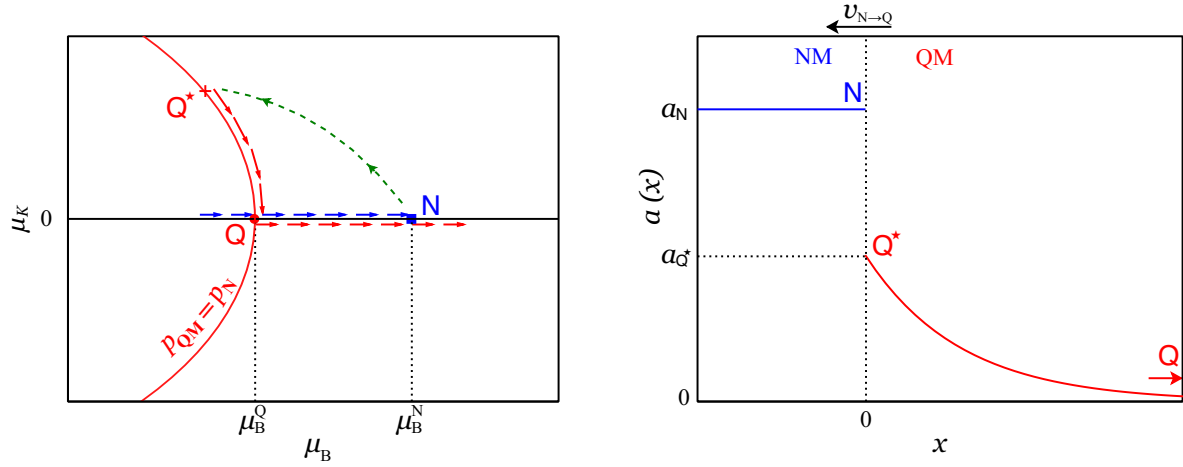 μ_K
0
Q*
N
Q
p_QM = p_N
μ_B^Q
μ_B^N
μ_B
v_N→Q
NM
QM
a(x)
a_N
N
a_Q*
Q*
Q
0
0
x